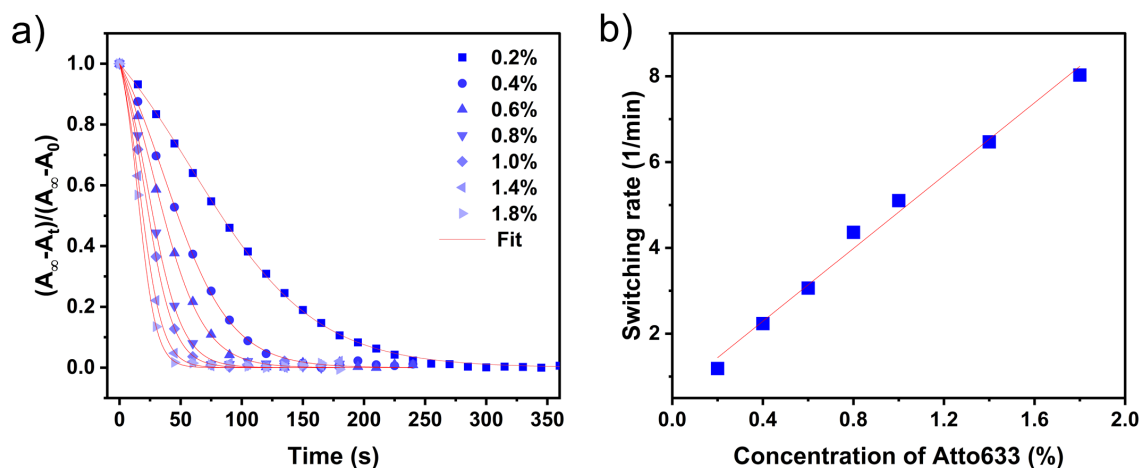 a)
(A∞-At)/(A∞-A0)
1.0
0.8
0.6
0.4
0.2
0.0
0.2%
0.4%
0.6%
0.8%
1.0%
1.4%
1.8%
Fit
0 50 100 150 200 250 300 350
Time (s)
b)
Switching rate (1/min)
8
6
4
2
0.0 0.4 0.8 1.2 1.6 2.0
Concentration of Atto633 (%)